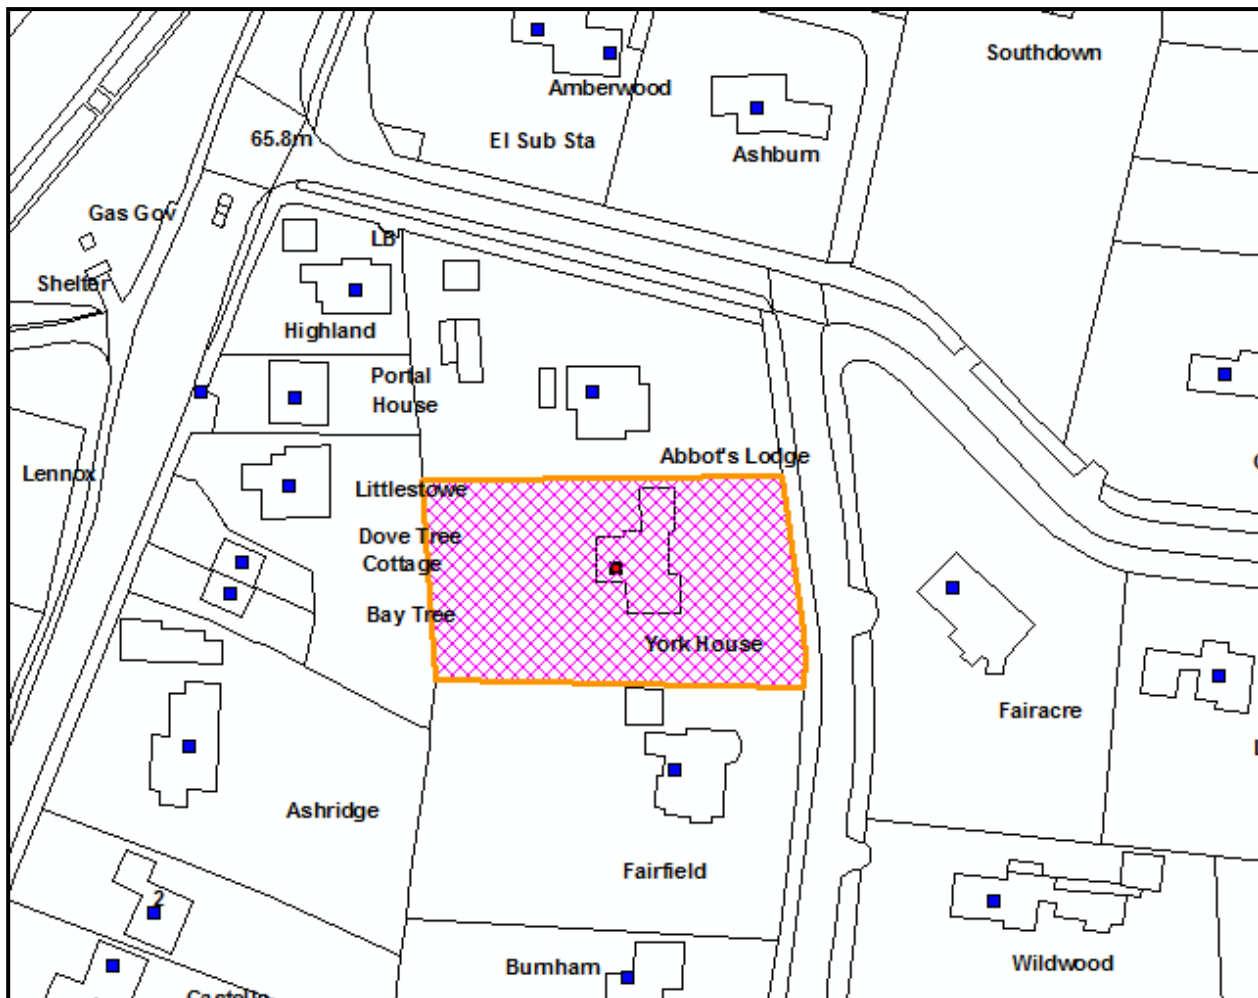 Southdown
Amberwood
65.8m
El Sub Sta
Ashburn
Gas Gov
LB
Shelter
Highland
Portal
House
Abbot's Lodge
Lennox
Littlestowe
Dove Tree
Cottage
Bay Tree
York House
Fairacre
Ashridge
Fairfield
2
Burnham
Wildwood